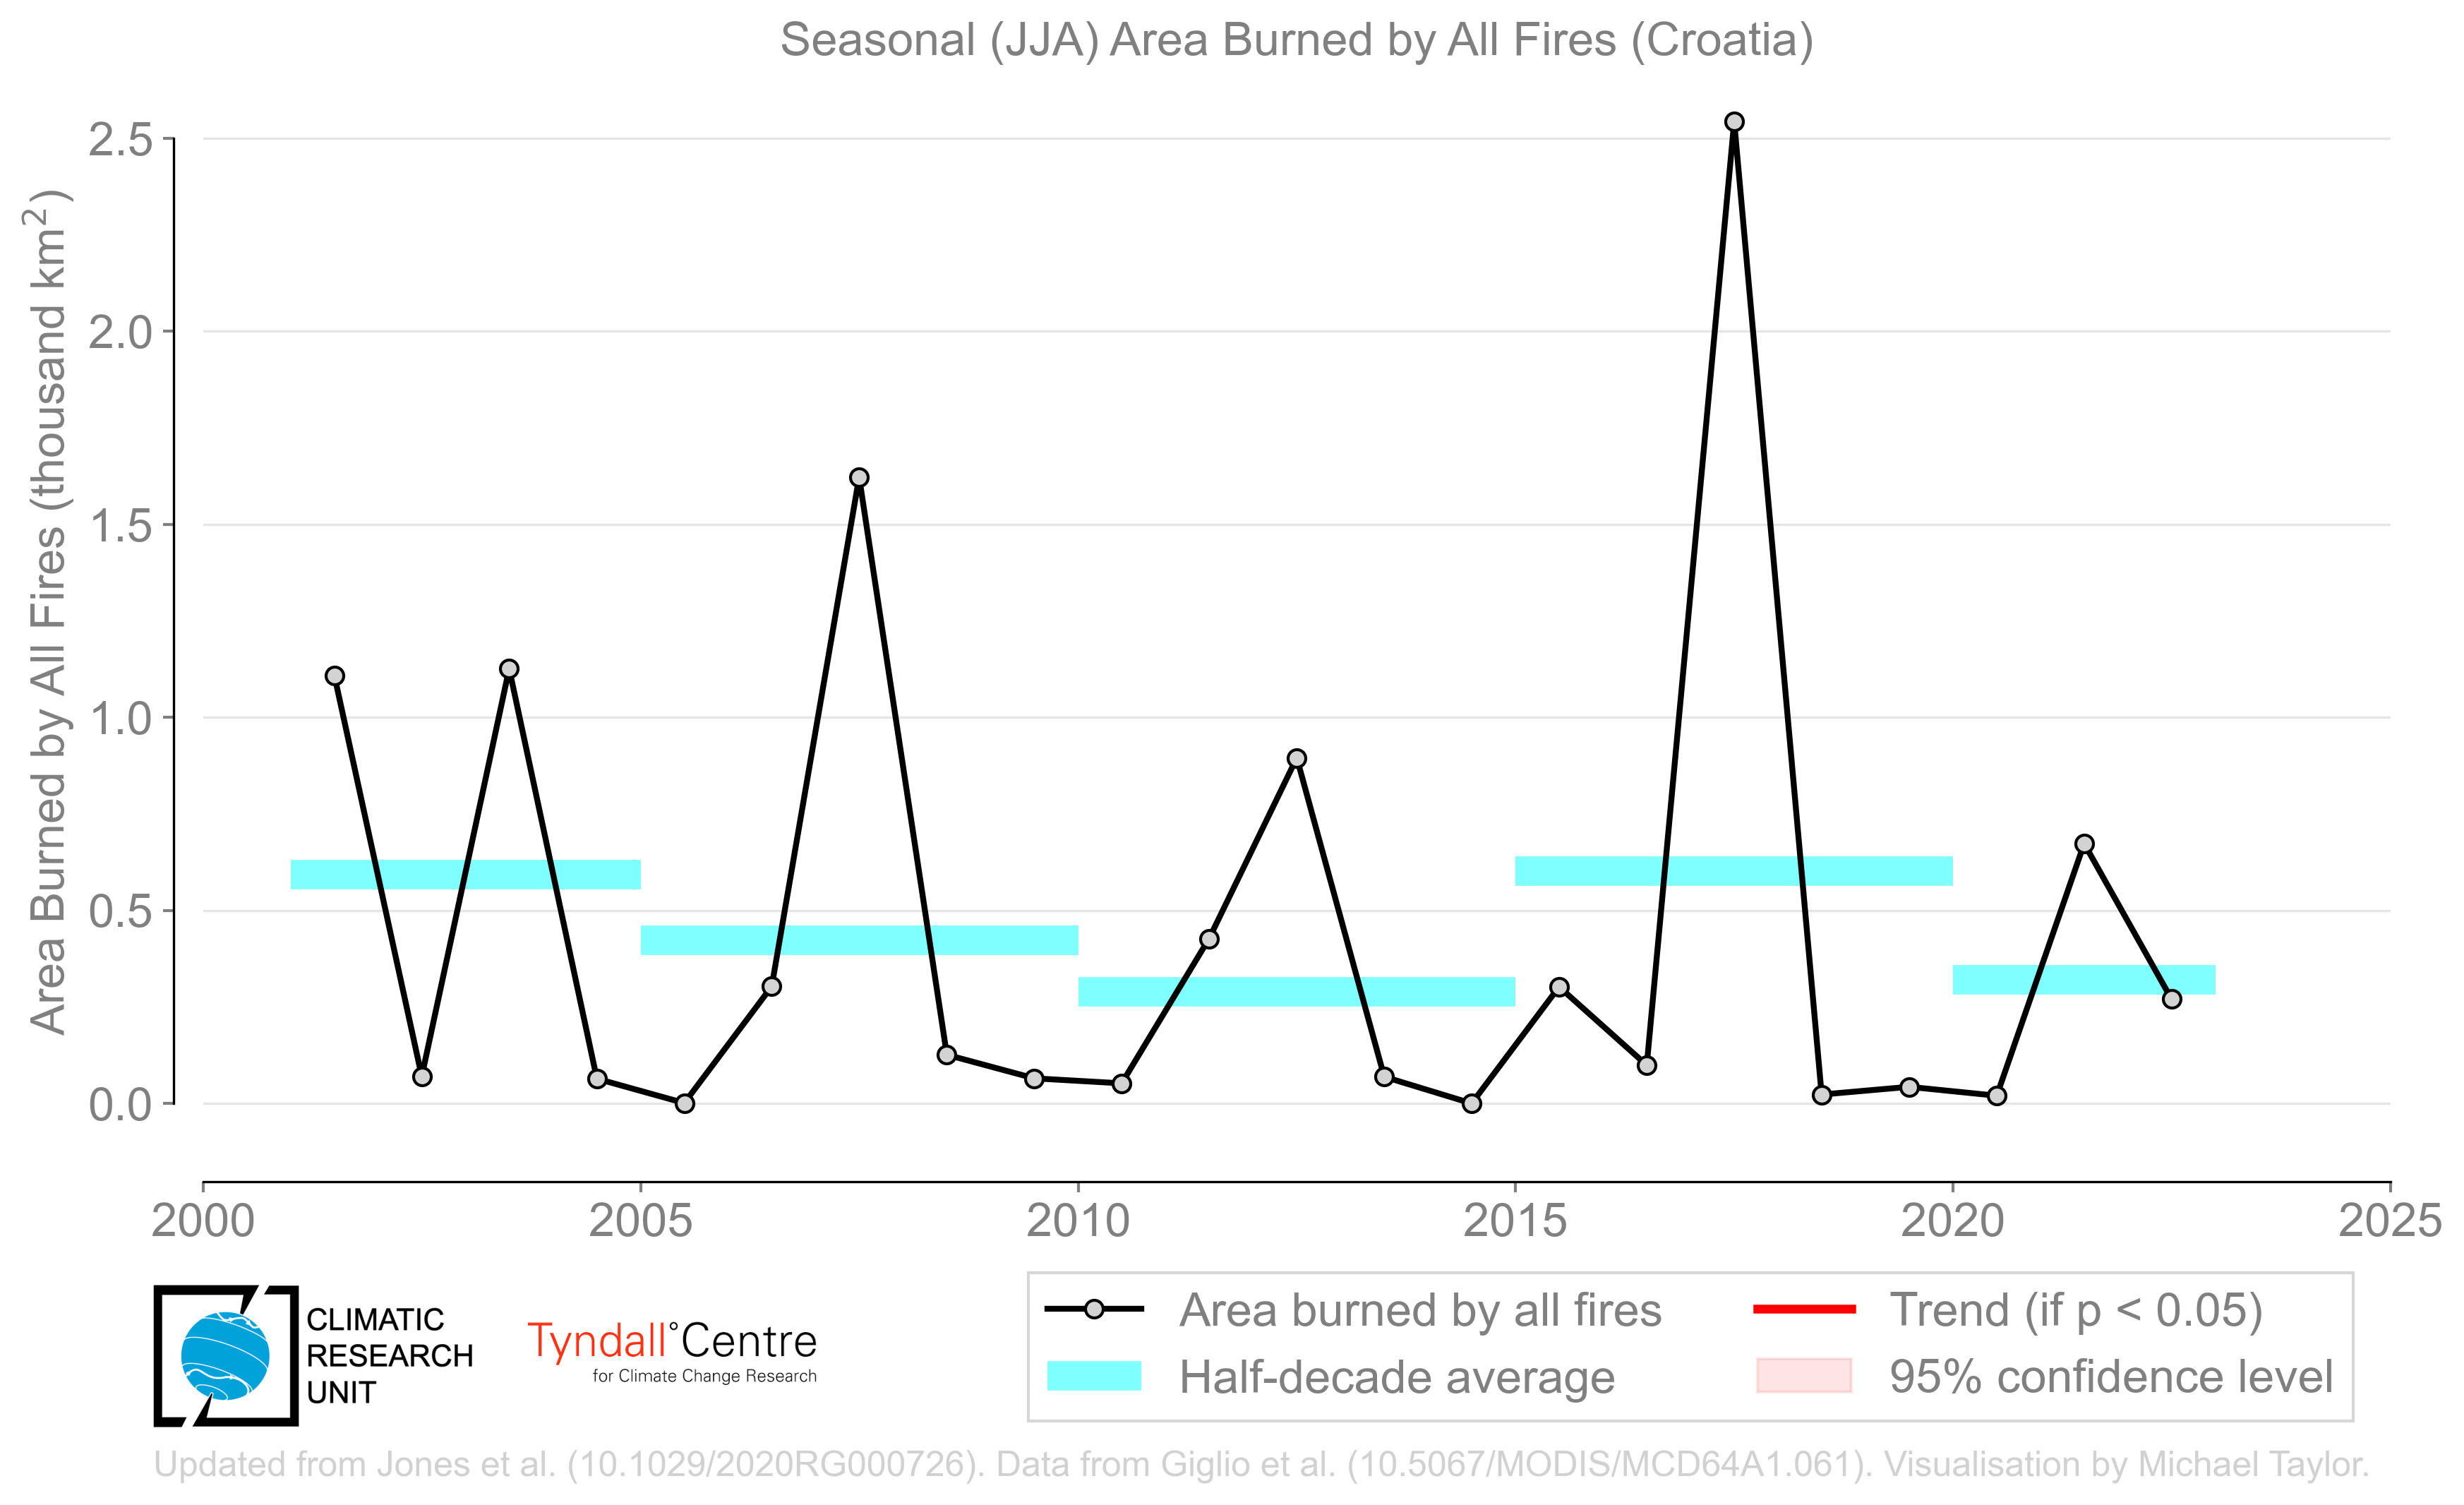 Seasonal (JJA) Area Burned by All Fires (Croatia)
Area Burned by All Fires (thousand km²)
2.5
2.0
1.5
1.0
0.5
0.0
2000 2005 2010 2015 2020 2025
CLIMATIC
RESEARCH
UNIT
Tyndall°Centre
for Climate Change Research
Area burned by all fires
Half-decade average
Trend (if p < 0.05)
95% confidence level
Updated from Jones et al. (10.1029/2020RG000726). Data from Giglio et al. (10.5067/MODIS/MCD64A1.061). Visualisation by Michael Taylor.